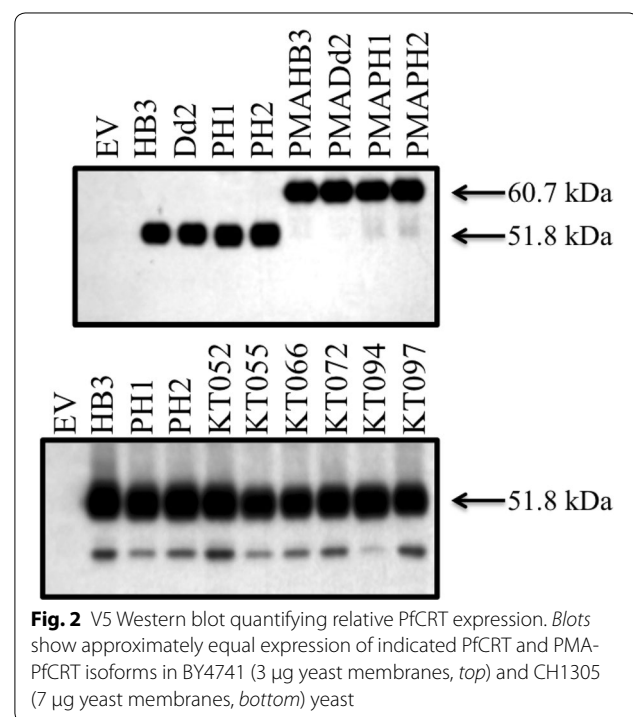 EV HB3 Dd2 PH1 PH2 PMAHB3 PMADd2 PMAPH1 PMAPH2
60.7 kDa
51.8 kDa
EV HB3 PH1 PH2 KT052 KT055 KT066 KT072 KT094 KT097
51.8 kDa
Fig. 2 V5 Western blot quantifying relative PfCRT expression. Blots
show approximately equal expression of indicated PfCRT and PMA-
PfCRT isoforms in BY4741 (3 μg yeast membranes, top) and CH1305
(7 μg yeast membranes, bottom) yeast